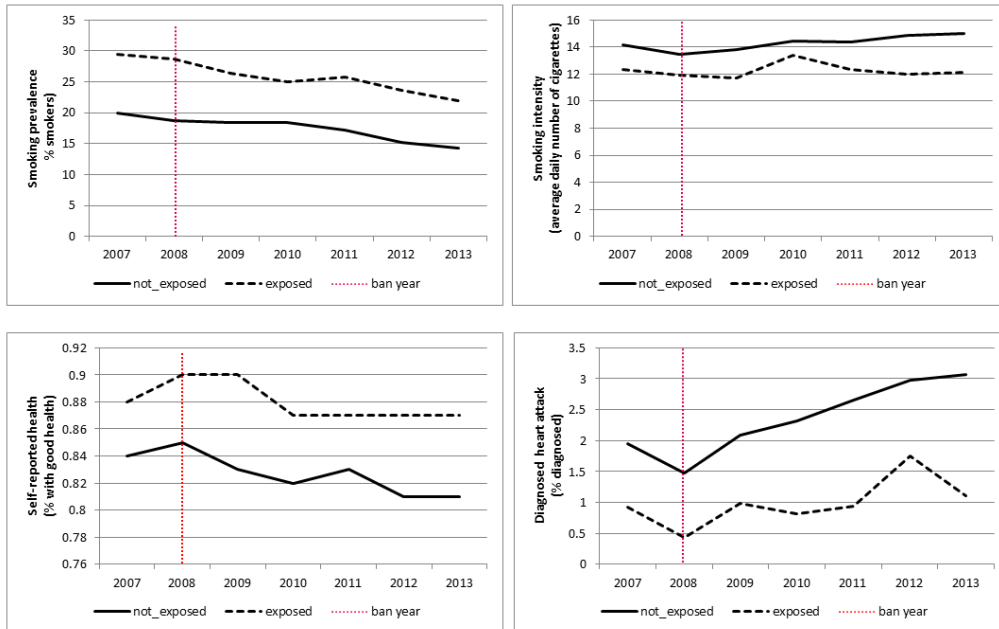 Smoking prevalence
% smokers
35
30
25
20
15
10
5
0
2007 2008 2009 2010 2011 2012 2013
not_exposed exposed ban year
Smoking intensity
(average daily number of cigarettes)
16
14
12
10
8
6
4
2
0
2007 2008 2009 2010 2011 2012 2013
not_exposed exposed ban year
Self-reported health
(% with good health)
0.92
0.9
0.88
0.86
0.84
0.82
0.8
0.78
0.76
2007 2008 2009 2010 2011 2012 2013
not_exposed exposed ban year
Diagnosed heart attack
(% diagnosed)
3.5
3
2.5
2
1.5
1
0.5
0
2007 2008 2009 2010 2011 2012 2013
not_exposed exposed ban year